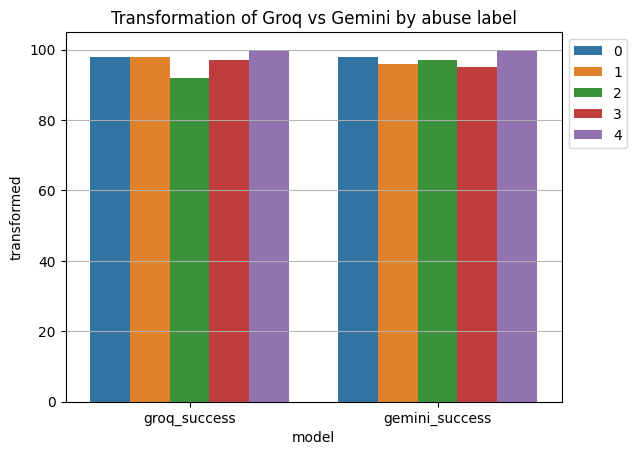 Transformation of Groq vs Gemini by abuse label
100
80
60
40
20
0
transformed
groq_success
gemini_success
model
0
1
2
3
4